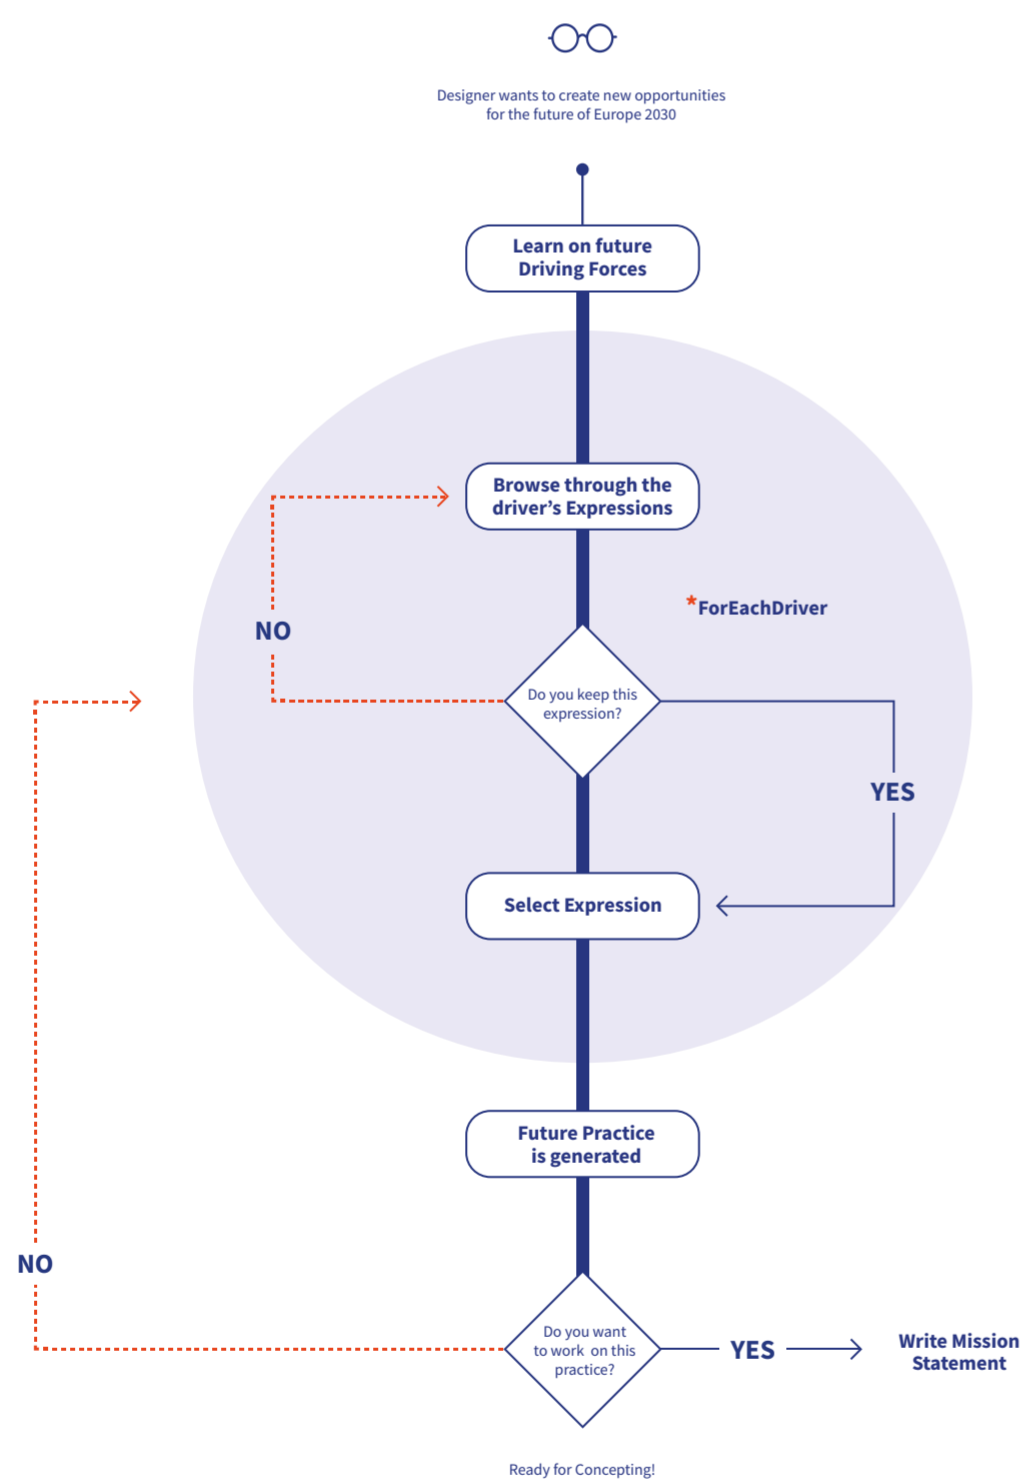 Designer wants to create new opportunities
for the future of Europe 2030
Learn on future
Driving Forces
Browse through the
driver’s Expressions
*ForEachDriver
NO
Do you keep this
expression?
YES
Select Expression
Future Practice
is generated
NO
Do you want
to work on this
practice?
YES
Write Mission
Statement
Ready for Concepting!